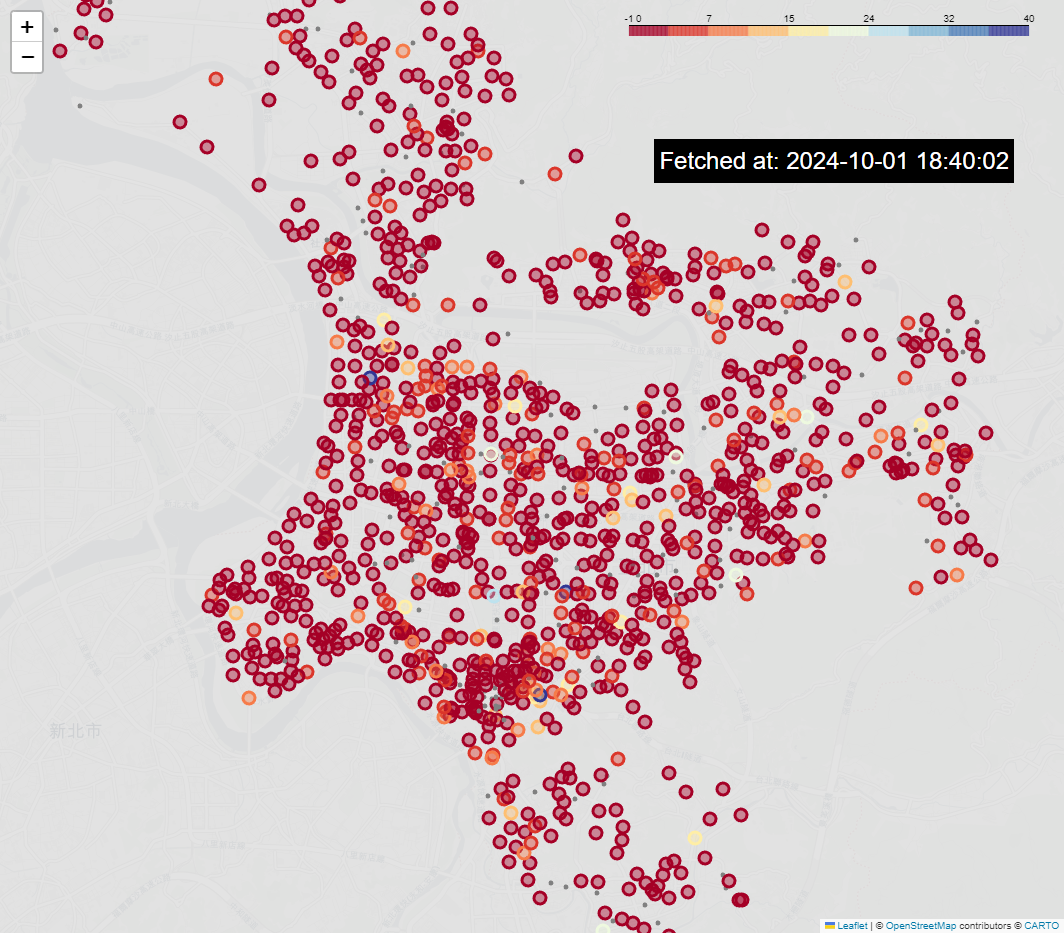 +
−
-1 0 7 15 24 32 40
Fetched at: 2024-10-01 18:40:02
新北市
Leaflet | © OpenStreetMap contributors © CARTO